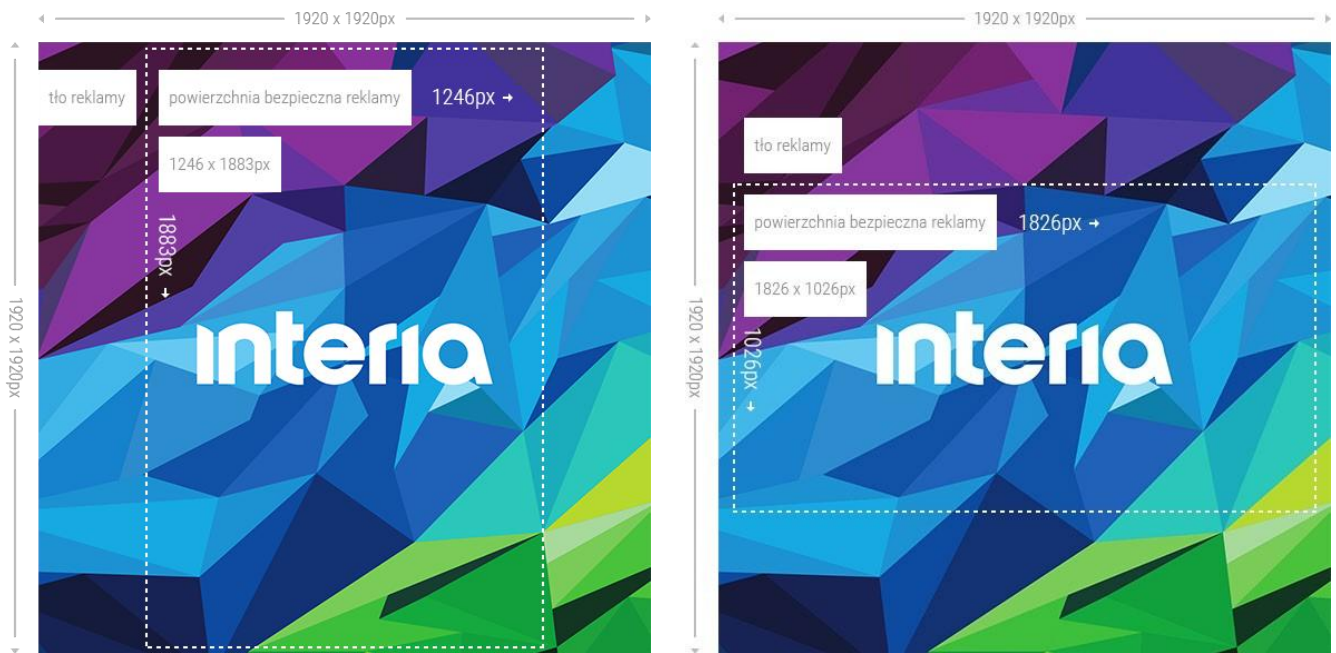 1920 x 1920px
tło reklamy
powierzchnia bezpieczna reklamy
1246px
1246 x 1883px
1883px
1920 x 1920px
interia
1920 x 1920px
tło reklamy
powierzchnia bezpieczna reklamy
1826px
1826 x 1026px
1026px
1920 x 1920px
interia